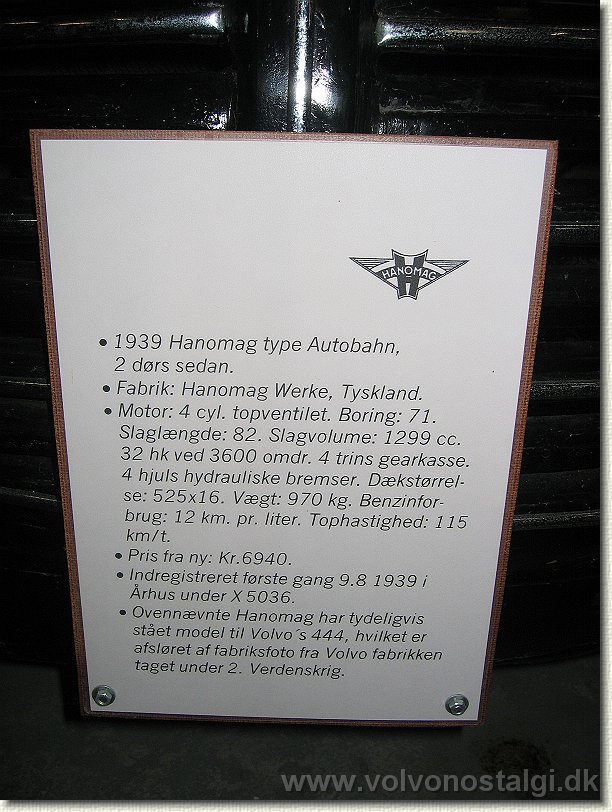 HANOMAG
• 1939 Hanomag type Autobahn,
2 dørs sedan.
• Fabrik: Hanomag Werke, Tyskland.
• Motor: 4 cyl. topventilet. Boring: 71.
Slaglængde: 82. Slagvolume: 1299 cc.
32 hk ved 3600 omdr. 4 trins gearkasse.
4 hjuls hydrauliske bremser. Dækstørrel-
se: 525x16. Vægt: 970 kg. Benzinfor-
brug: 12 km. pr. liter. Tophastighed: 115
km/t.
• Pris fra ny: Kr.6940.
• Indregistreret første gang 9.8 1939 i
Århus under X 5036.
• Ovennævnte Hanomag har tydeligvis
stået model til Volvo´s 444, hvilket er
afsløret af fabriksfoto fra Volvo fabrikken
taget under 2. Verdenskrig.
www.volvonostalgi.dk